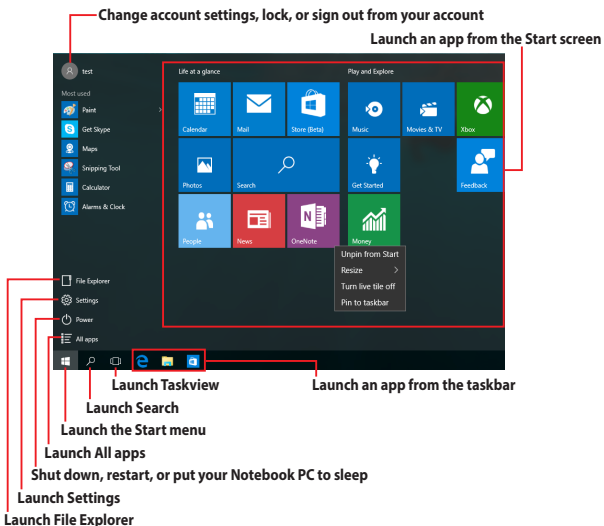 Change account settings, lock, or sign out from your account
Launch an app from the Start screen
test
Life at a glance
Play and Explore
Most used
Paint
Get Skype
Maps
Snipping Tool
Calculator
Alarms & Clock
Calendar
Mail
Store (Beta)
Music
Movies & TV
Xbox
Photos
Search
Get Started
Feedback
People
News
OneNote
Money
Unpin from Start
Resize
Turn live tile off
Pin to taskbar
File Explorer
Settings
Power
All apps
Launch Taskview
Launch an app from the taskbar
Launch Search
Launch the Start menu
Launch All apps
Shut down, restart, or put your Notebook PC to sleep
Launch Settings
Launch File Explorer